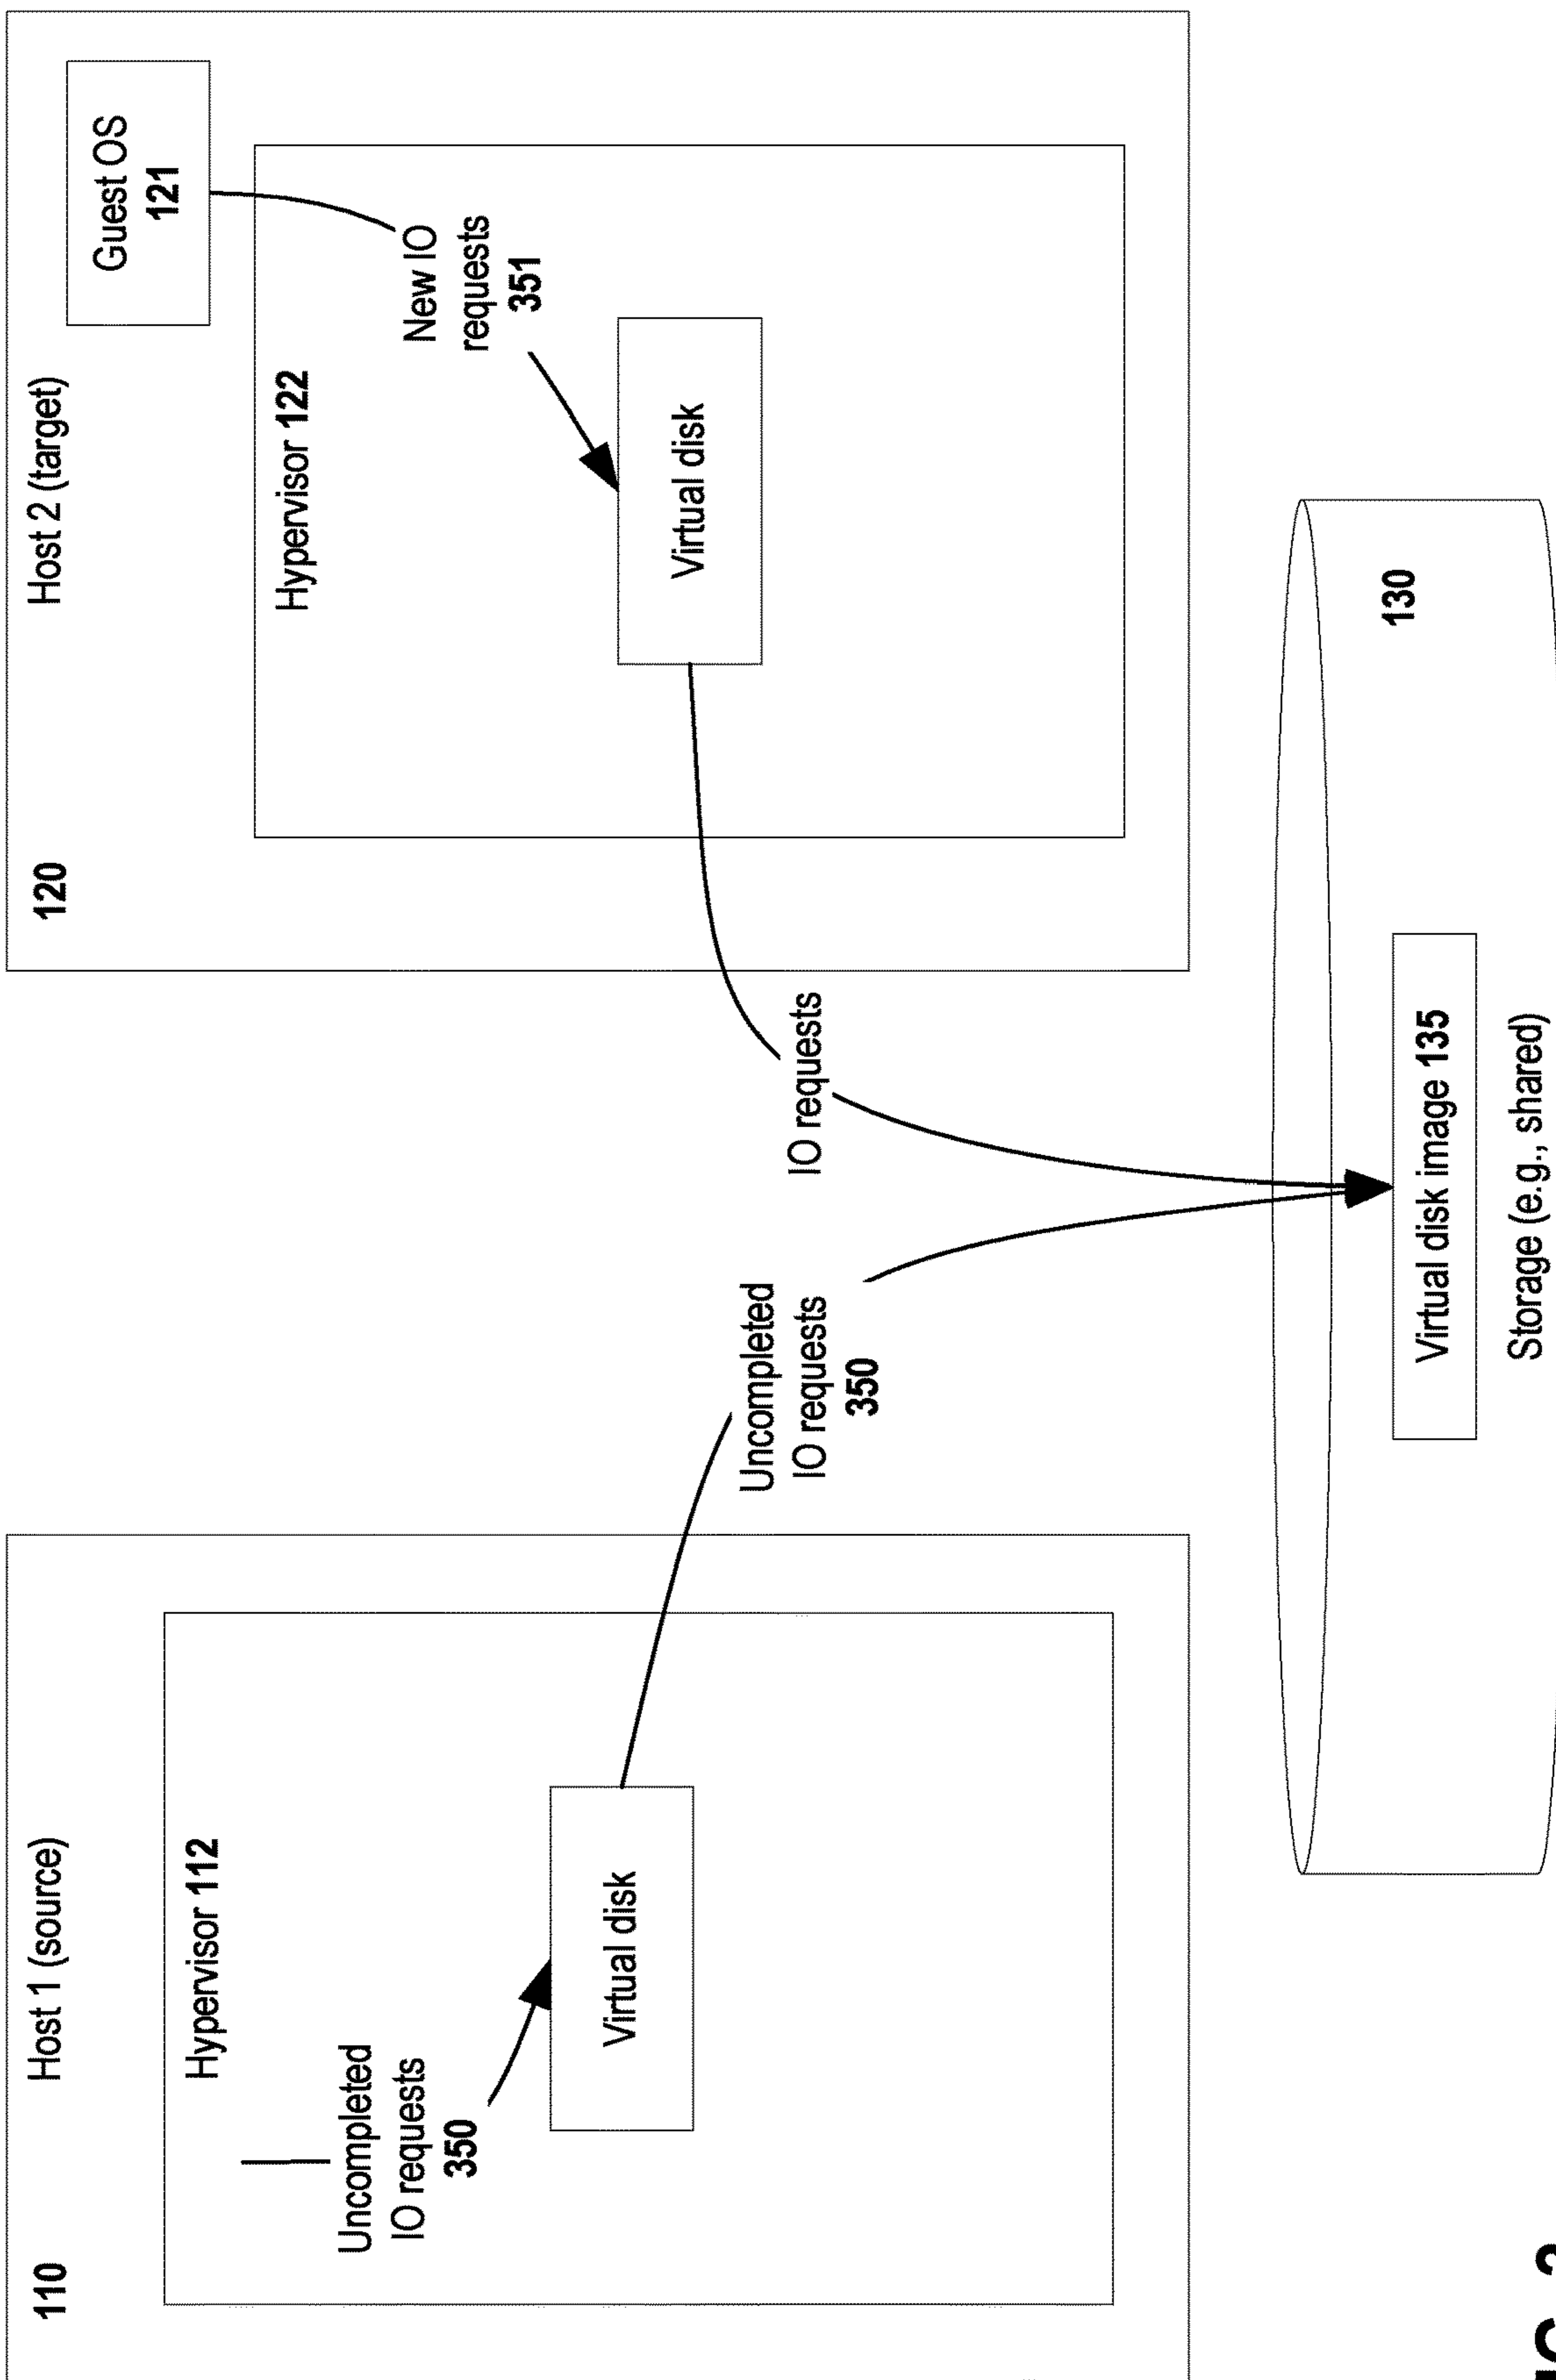 110
Host 1 (source)
Hypervisor 112
Uncompleted
IO requests
350
Virtual disk
Uncompleted
IO requests
350
IO requests
120
Host 2 (target)
Guest OS
121
Hypervisor 122
New IO
requests
351
Virtual disk
130
Virtual disk image 135
Storage (e.g., shared)